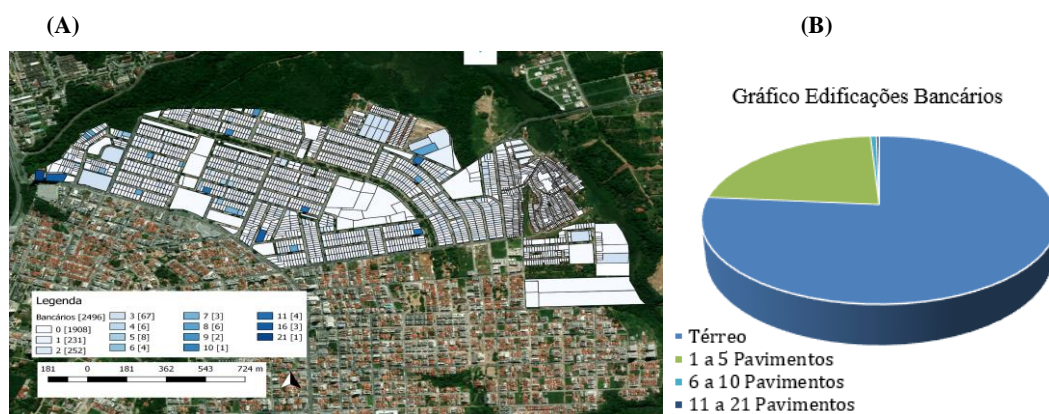 (A)
(B)
Legenda
Bancários [2496]
0 [1908]
1 [231]
2 [252]
3 [67]
4 [6]
5 [8]
6 [4]
7 [3]
8 [6]
9 [2]
10 [1]
11 [4]
16 [3]
21 [1]
181 0 181 362 543 724 m
Gráfico Edificações Bancários
Térreo
1 a 5 Pavimentos
6 a 10 Pavimentos
11 a 21 Pavimentos